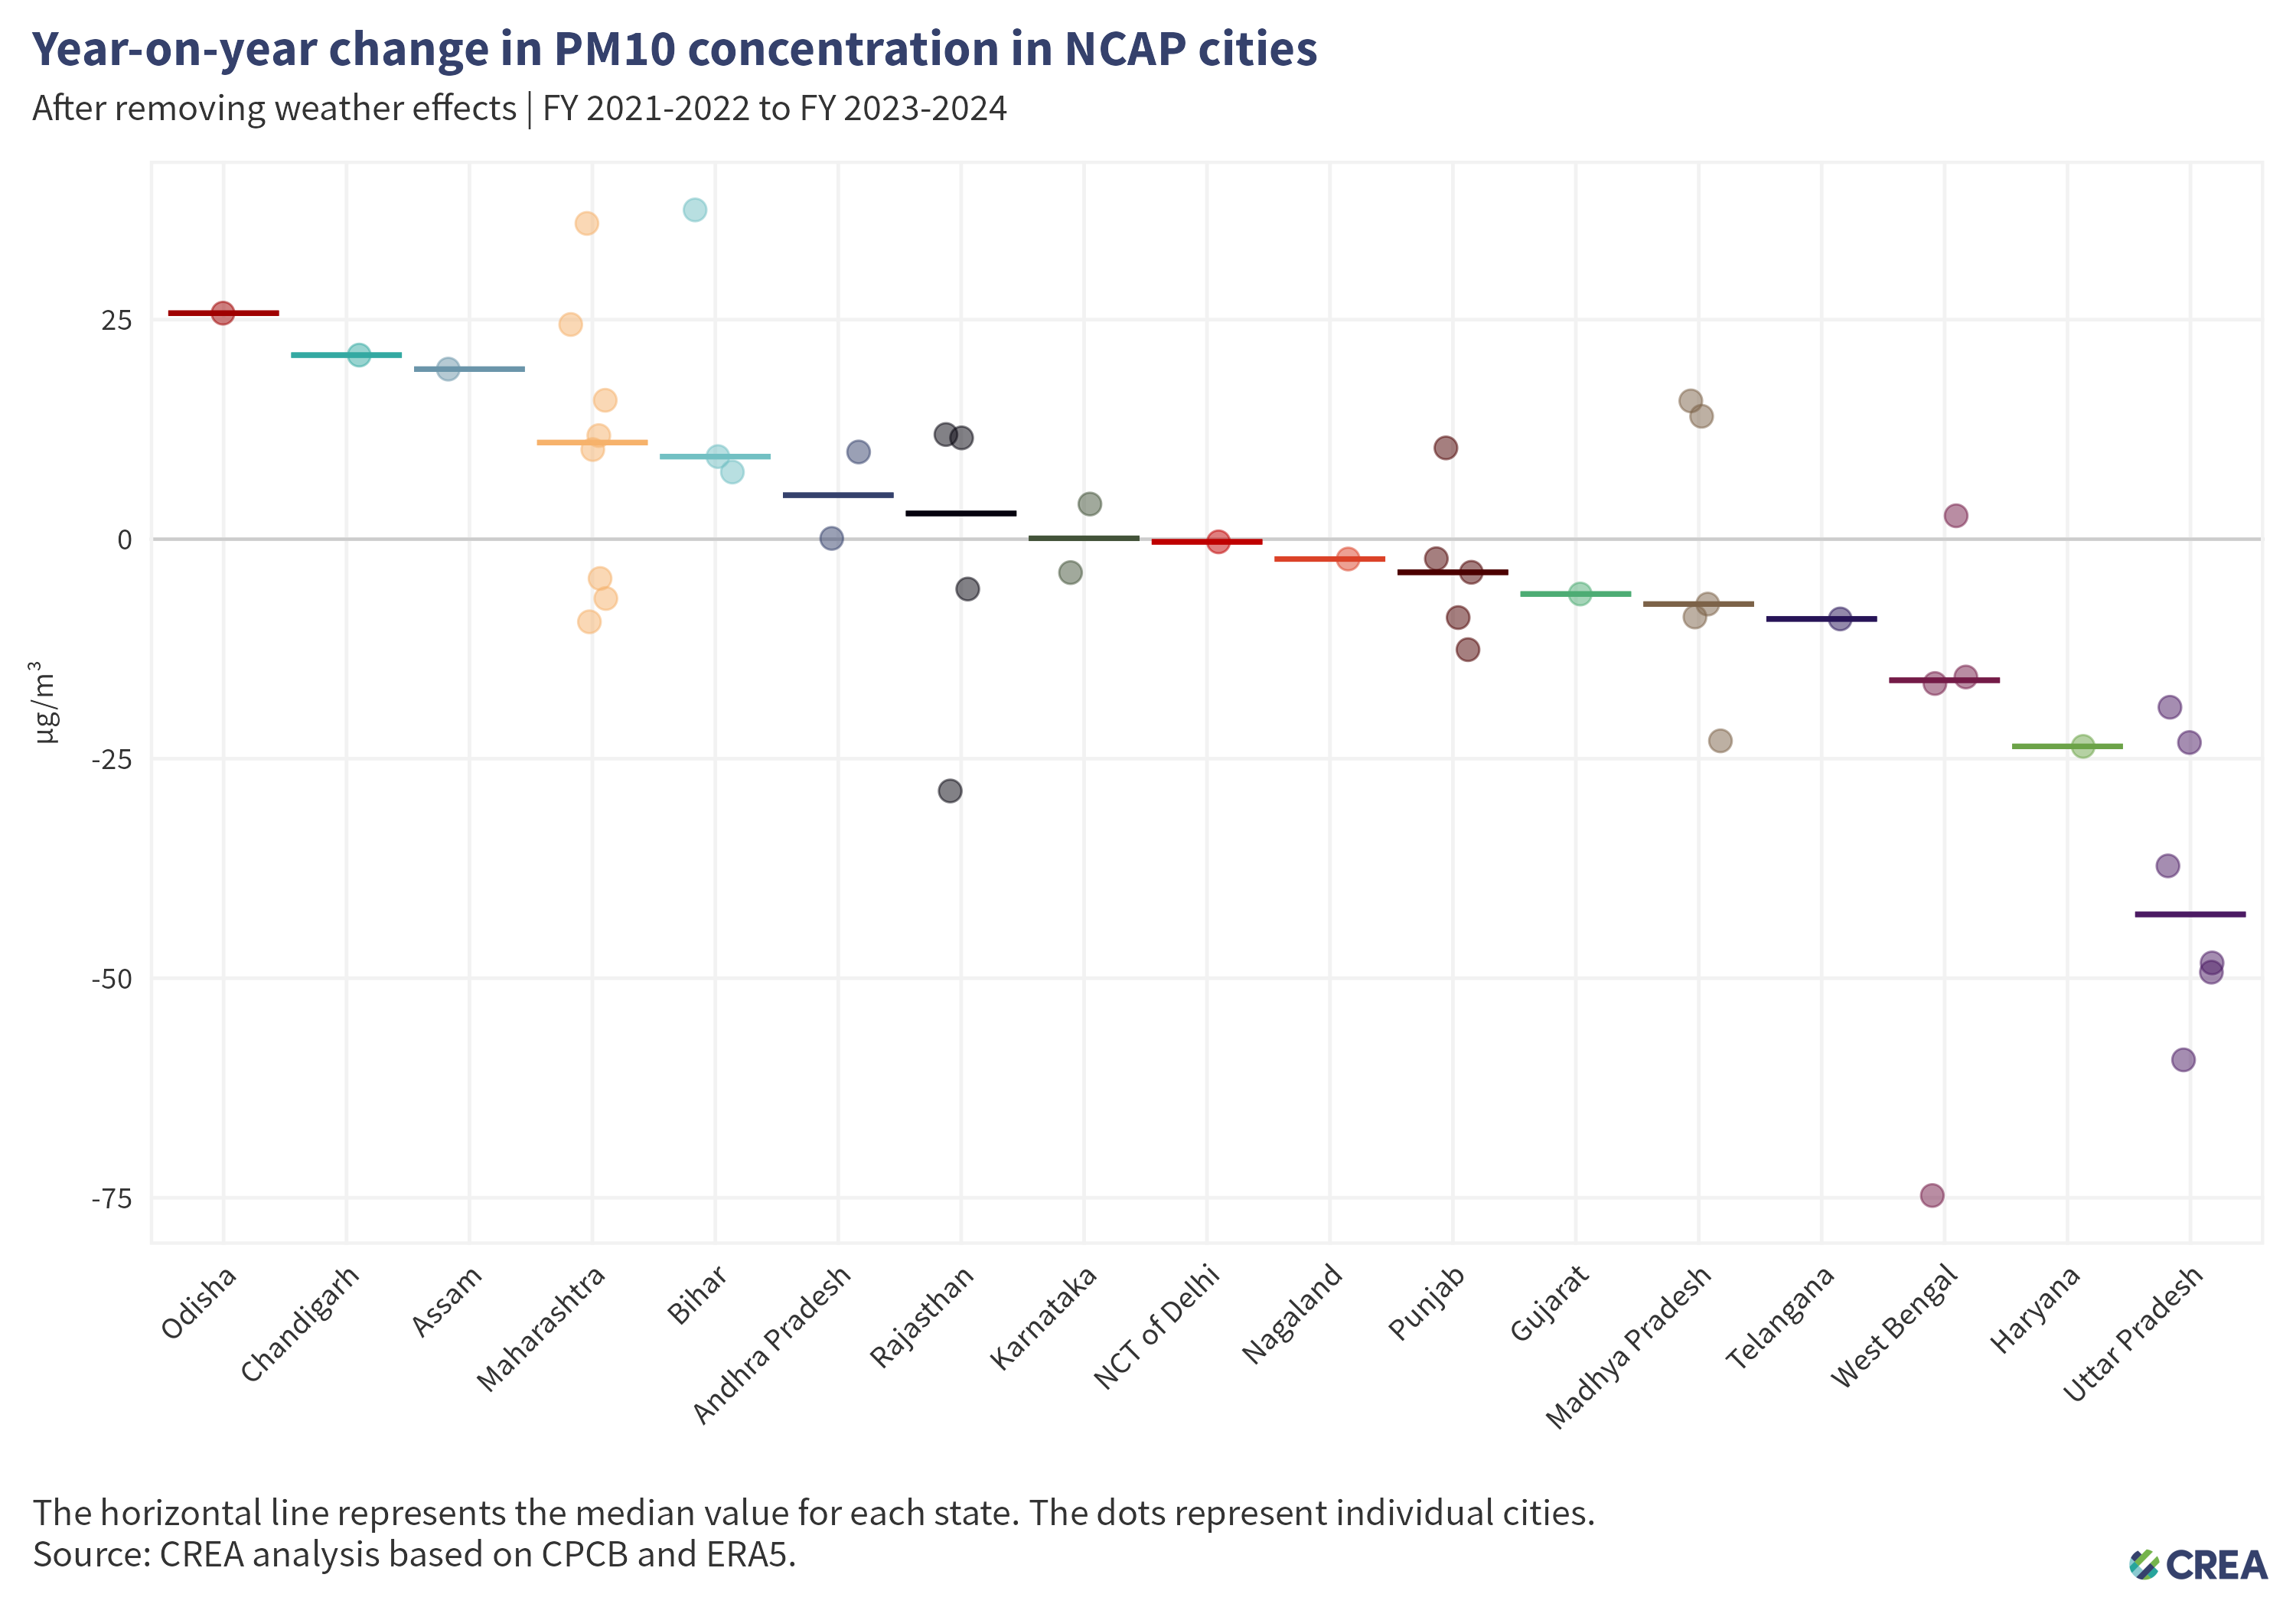 Year-on-year change in PM10 concentration in NCAP cities
After removing weather effects | FY 2021-2022 to FY 2023-2024
25
0
-25
-50
-75
µg/m³
Odisha
Chandigarh
Assam
Maharashtra
Bihar
Andhra Pradesh
Rajasthan
Karnataka
NCT of Delhi
Nagaland
Punjab
Gujarat
Madhya Pradesh
Telangana
West Bengal
Haryana
Uttar Pradesh
The horizontal line represents the median value for each state. The dots represent individual cities.
Source: CREA analysis based on CPCB and ERA5.
CREA